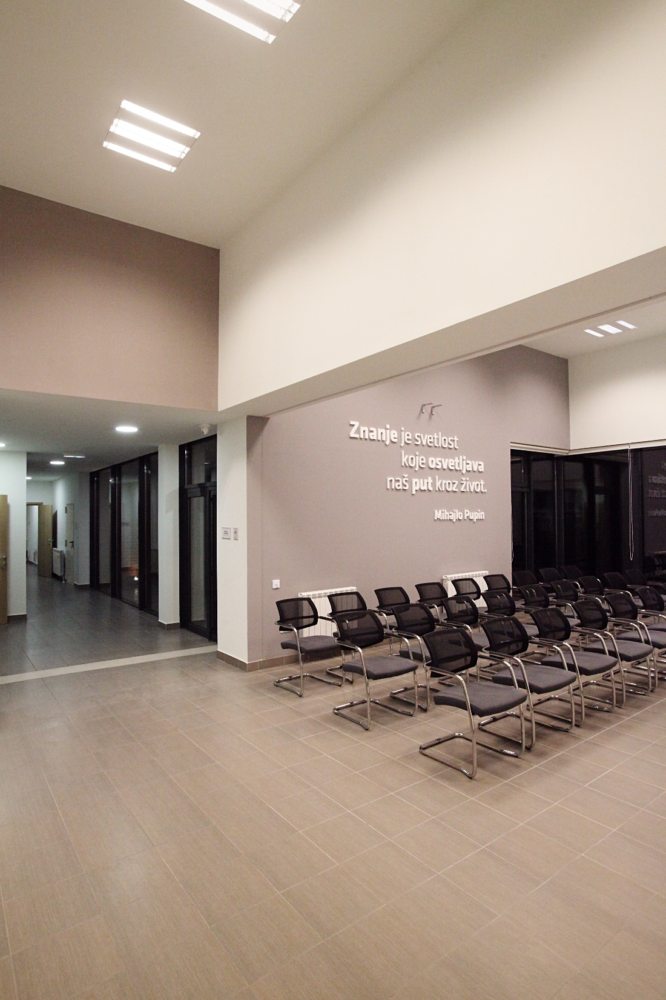 Znanje je svetlost
koje osvetljava
naš put kroz život.
Mihajlo Pupin